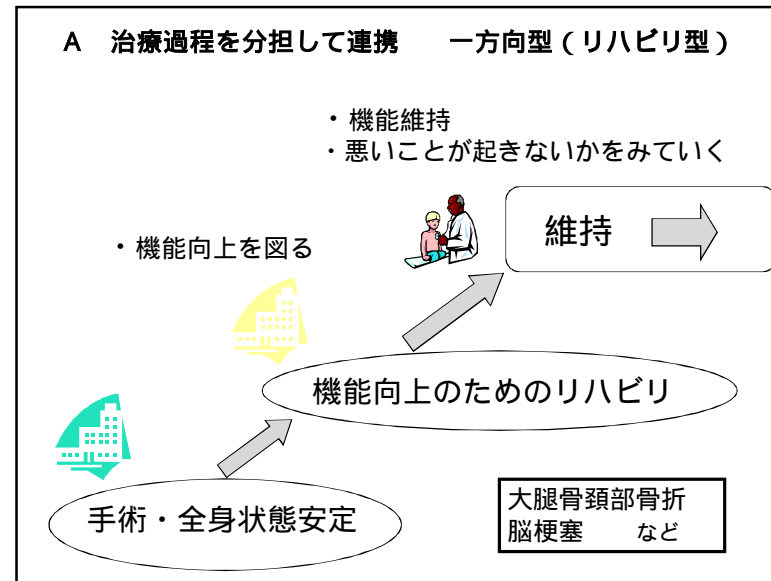 A 治療過程を分担して連携 一方向型（リハビリ型）
・機能維持
・悪いことが起きないかをみていく
維持
・機能向上を図る
機能向上のためのリハビリ
手術・全身状態安定
大腿骨頚部骨折
脳梗塞 など